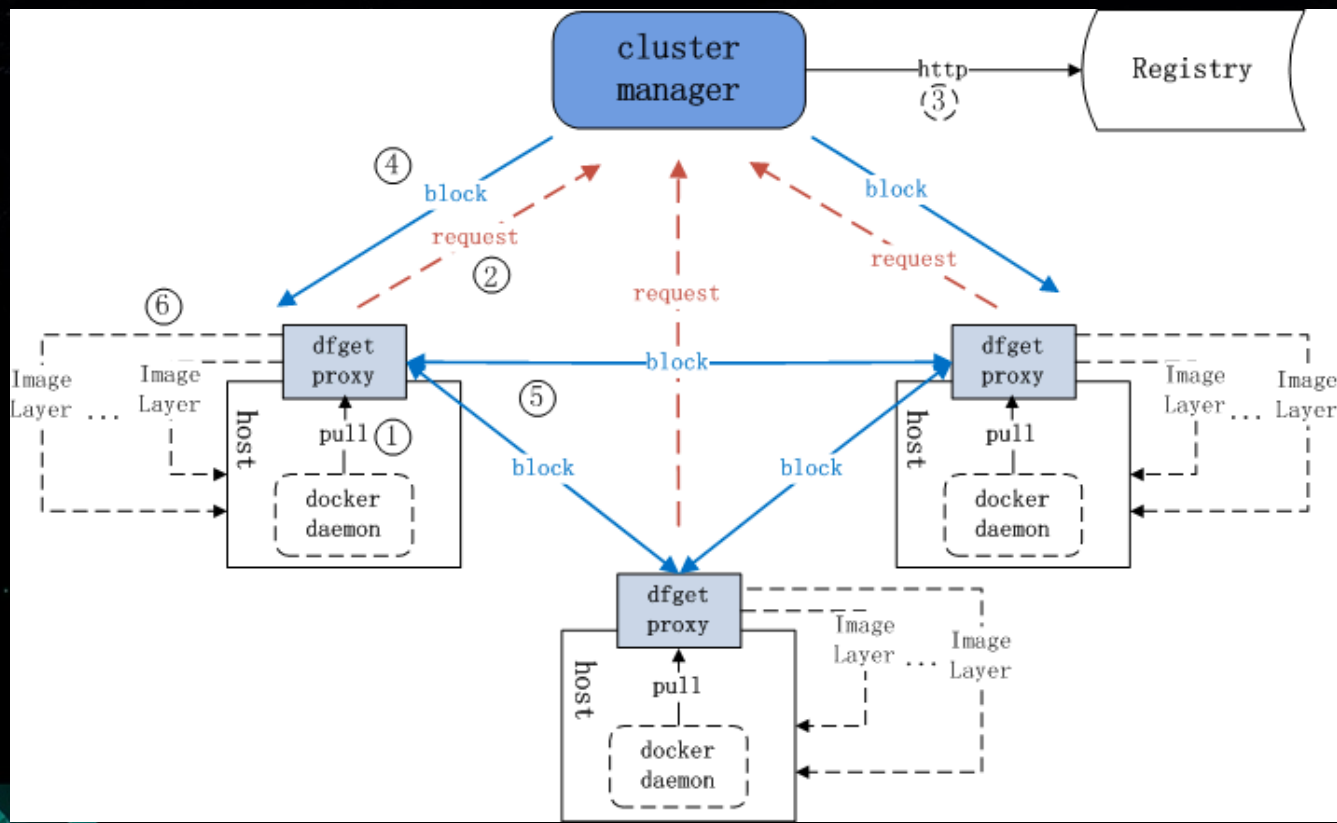 cluster
manager
http
③
Registry
④
block
block
request
②
request
request
⑥
dfget
proxy
block
dfget
proxy
Image
Layer
...
Image
Layer
host
pull
①
⑤
block
block
host
pull
Image
Layer
...
Image
Layer
docker
daemon
docker
daemon
dfget
proxy
host
pull
Image
Layer
...
Image
Layer
docker
daemon